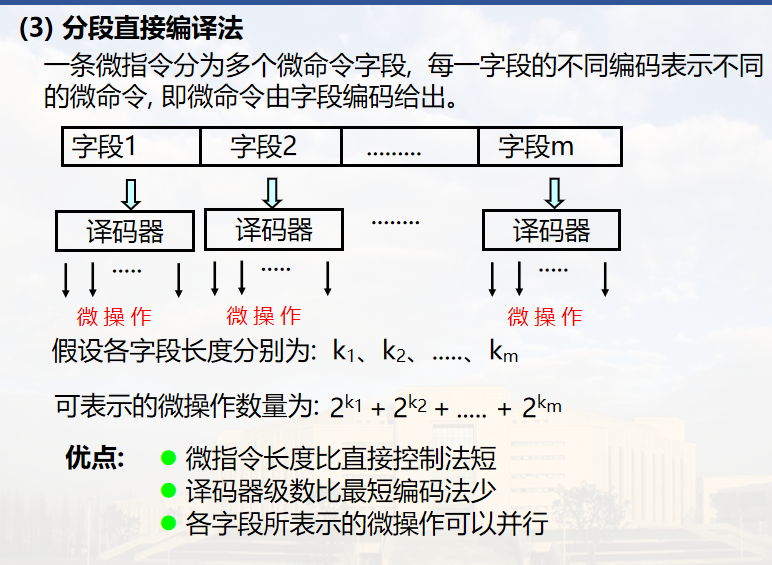 (3) 分段直接编译法
一条微指令分为多个微命令字段, 每一字段的不同编码表示不同
的微命令, 即微命令由字段编码给出。
字段1 字段2 ......... 字段m
译码器 译码器 ........ 译码器
..... ..... .....
微 操 作 微 操 作 微 操 作
假设各字段长度分别为: k₁、k₂、.....、kₘ
可表示的微操作数量为: 2^k1 + 2^k2 + ..... + 2^km
优点: ● 微指令长度比直接控制法短
● 译码器级数比最短编码法少
● 各字段所表示的微操作可以并行